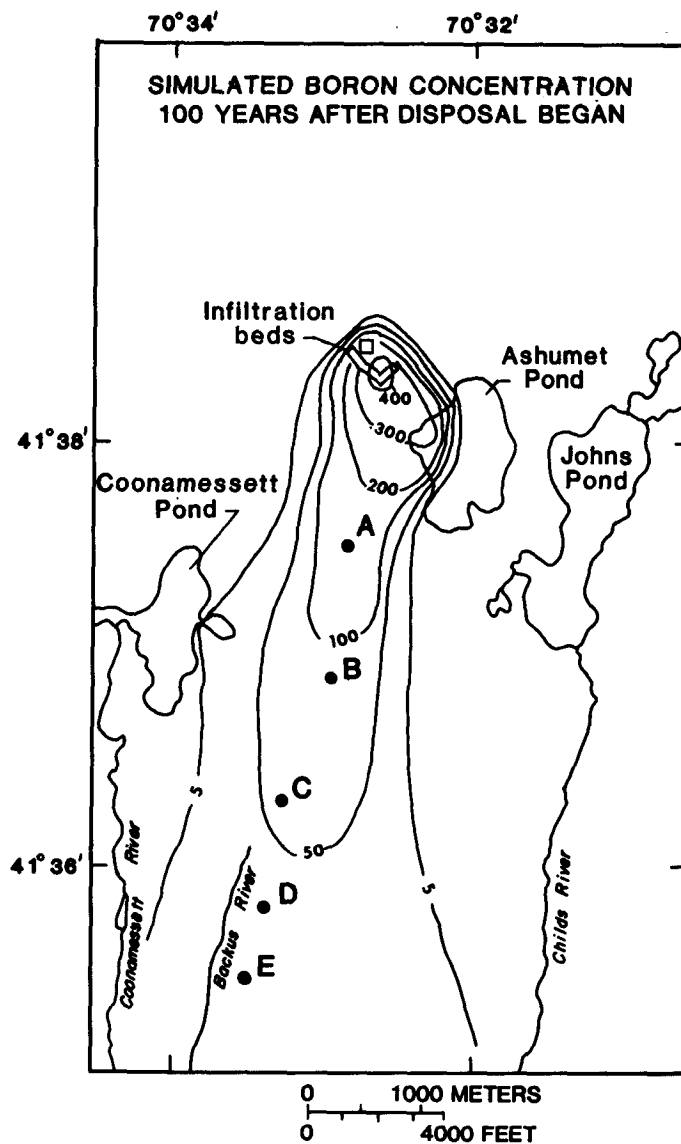 70°34′ 70°32′
SIMULATED BORON CONCENTRATION
100 YEARS AFTER DISPOSAL BEGAN
Infiltration
beds
Ashumet
Pond
400
300
41°38′
Johns
Pond
Coonamessett
Pond
200
A
100
B
5
C
50
41°36′
5
D
E
Coonamessett River
Backus River
Childs River
0 1000 METERS
0 4000 FEET